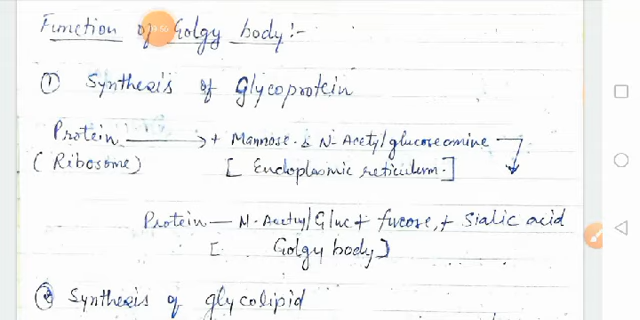 Function of Golgy body :-
① Synthesis of Glycoprotein
Protein → + Mannose & N-Acetylglucoseamine
(Ribosome) [Endoplasmic reticulum.]
Protein — N. Acetyl/Gluc + fucose, + Sialic acid
[Golgy body]
② Synthesis of glycolipid